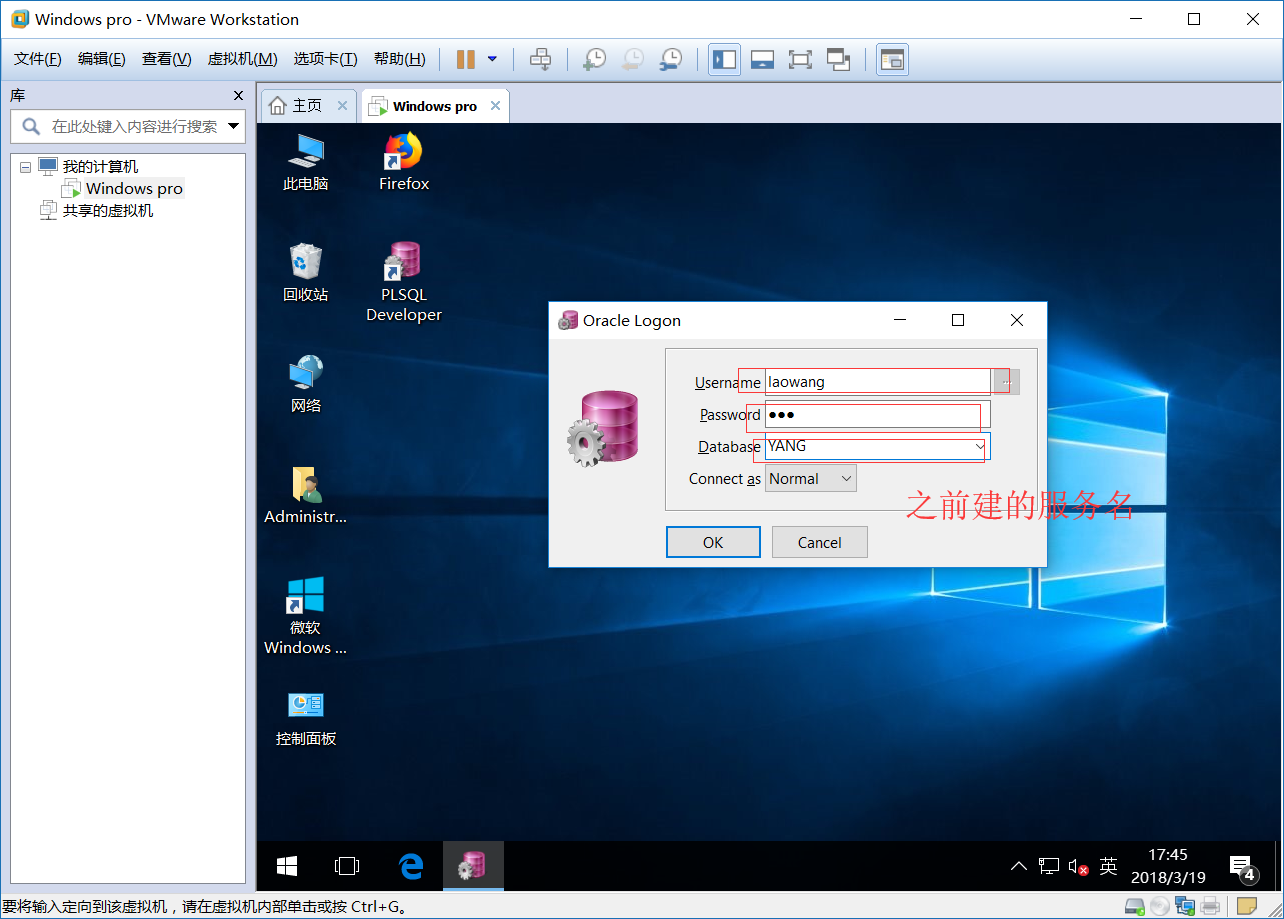 Windows pro - VMware Workstation
文件(F) 编辑(E) 查看(V) 虚拟机(M) 选项卡(T) 帮助(H)
库
主页
Windows pro
在此处键入内容进行搜索
我的计算机
Windows pro
共享的虚拟机
此电脑
Firefox
回收站
PLSQL
Developer
网络
Administr...
微软
Windows ...
控制面板
Oracle Logon
Username laowang ...
Password ●●●
Database YANG
Connect as Normal
之前建的服务名
OK Cancel
英
17:45
2018/3/19
4
要将输入定向到该虚拟机，请在虚拟机内部单击或按 Ctrl+G。